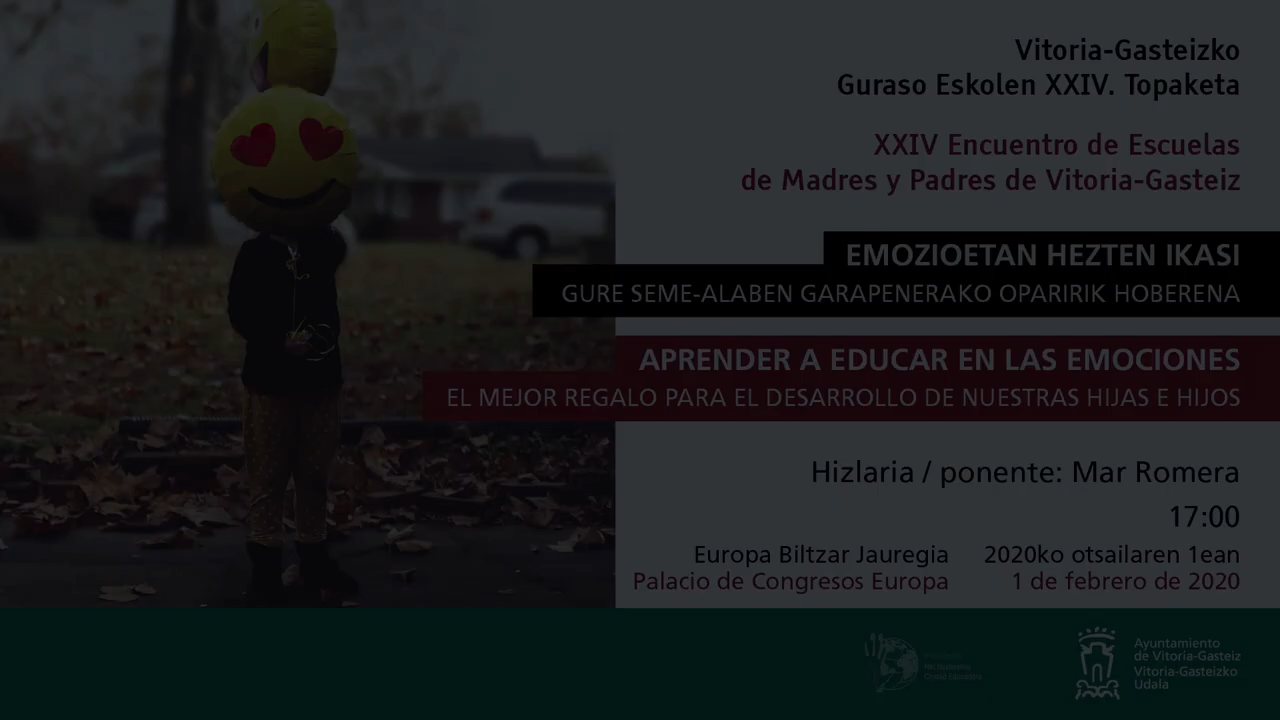 Vitoria-Gasteizko
Guraso Eskolen XXIV. Topaketa
XXIV Encuentro de Escuelas
de Madres y Padres de Vitoria-Gasteiz
EMOZIOETAN HEZTEN IKASI
GURE SEME-ALABEN GARAPENERAKO OPARIRIK HOBERENA
APRENDER A EDUCAR EN LAS EMOCIONES
EL MEJOR REGALO PARA EL DESARROLLO DE NUESTRAS HIJAS E HIJOS
Hizlaria / ponente: Mar Romera
17:00
Europa Biltzar Jauregia 2020ko otsailaren 1ean
Palacio de Congresos Europa 1 de febrero de 2020
Ciudad Educadora
Ayuntamiento
de Vitoria-Gasteiz
Vitoria-Gasteizko
Udala